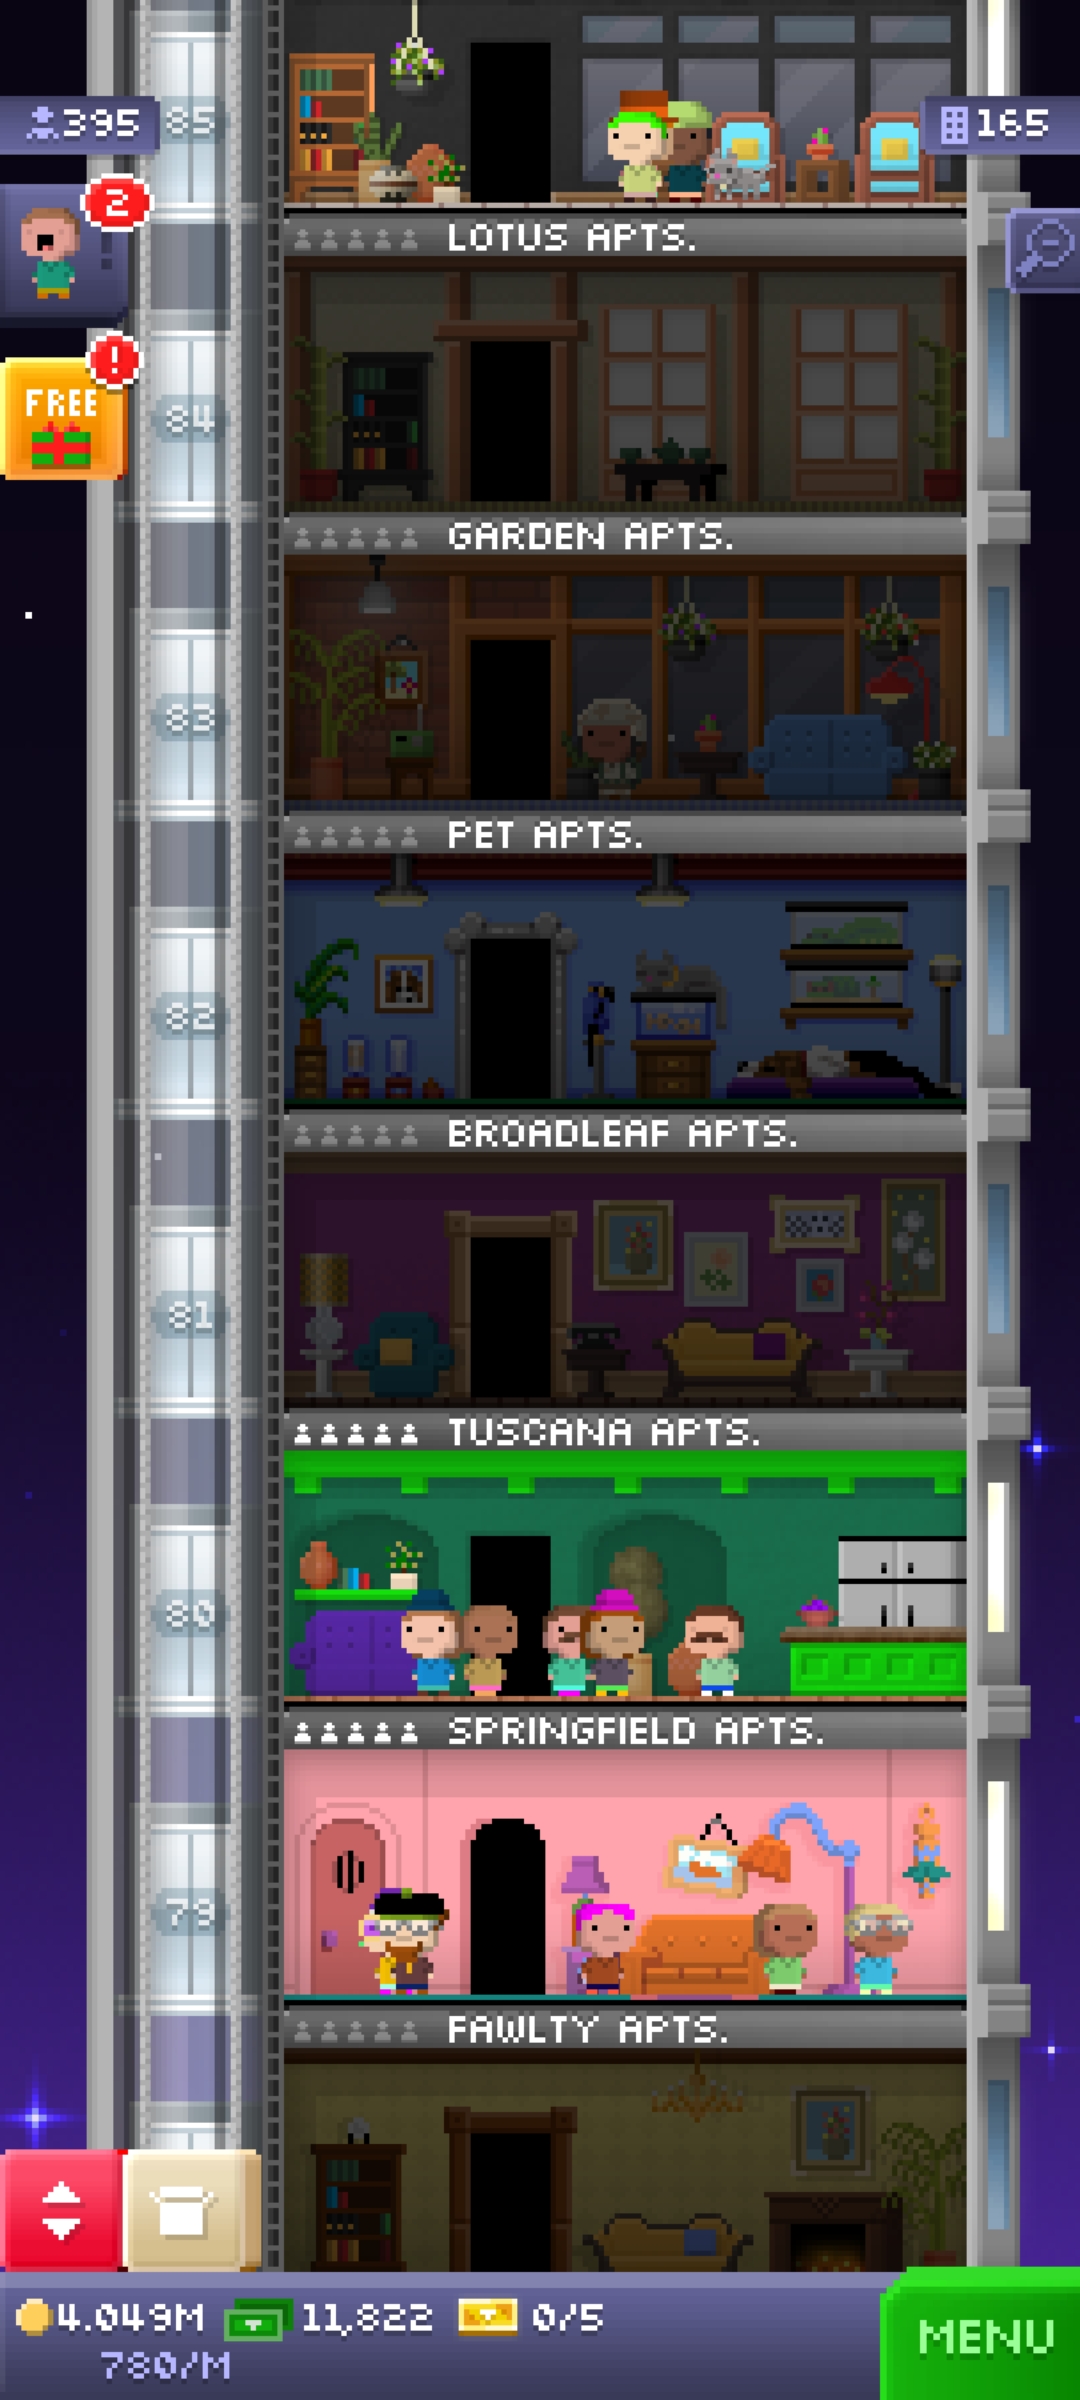 395
85
165
2
LOTUS APTS.
!
FREE
84
GARDEN APTS.
83
PET APTS.
82
BROADLEAF APTS.
81
TUSCANA APTS.
80
SPRINGFIELD APTS.
79
FAWLTY APTS.
4.049M
11,822
0/5
780/M
MENU